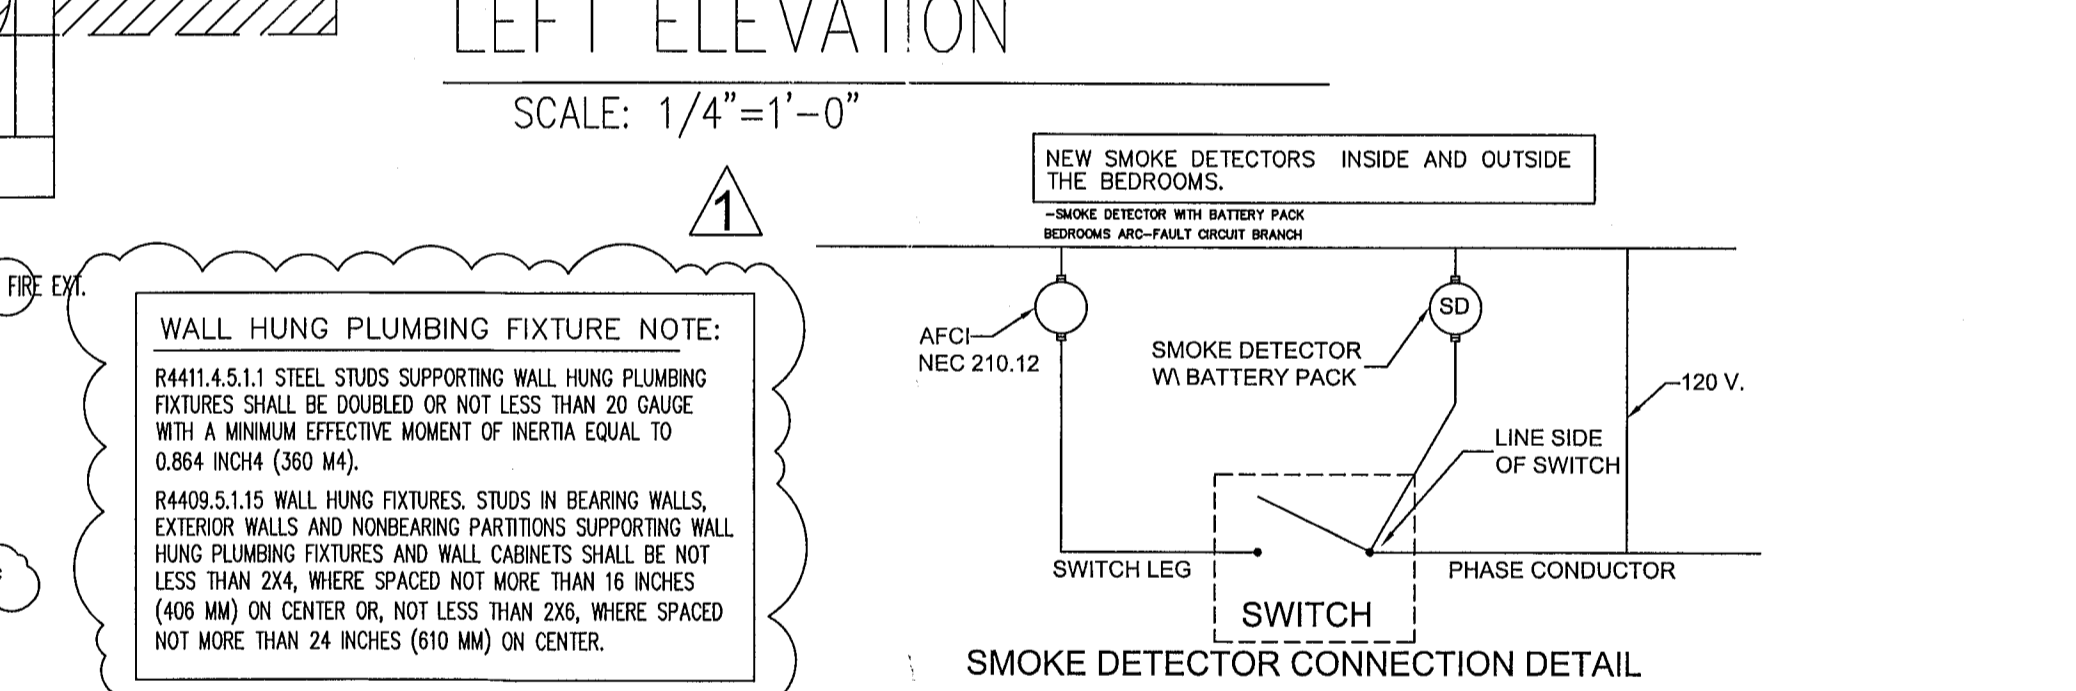 LEFT ELEVATION
SCALE: 1/4"=1'-0"
1
FIRE EXT.
WALL HUNG PLUMBING FIXTURE NOTE:
R4411.4.5.1.1 STEEL STUDS SUPPORTING WALL HUNG PLUMBING
FIXTURES SHALL BE DOUBLED OR NOT LESS THAN 20 GAUGE
WITH A MINIMUM EFFECTIVE MOMENT OF INERTIA EQUAL TO
0.864 INCH4 (360 M4).
R4409.5.1.15 WALL HUNG FIXTURES. STUDS IN BEARING WALLS,
EXTERIOR WALLS AND NONBEARING PARTITIONS SUPPORTING WALL
HUNG PLUMBING FIXTURES AND WALL CABINETS SHALL BE NOT
LESS THAN 2X4, WHERE SPACED NOT MORE THAN 16 INCHES
(406 MM) ON CENTER OR, NOT LESS THAN 2X6, WHERE SPACED
NOT MORE THAN 24 INCHES (610 MM) ON CENTER.
NEW SMOKE DETECTORS INSIDE AND OUTSIDE
THE BEDROOMS.
-SMOKE DETECTOR WITH BATTERY PACK
BEDROOMS ARC-FAULT CIRCUIT BRANCH
AFCI
NEC 210.12
SMOKE DETECTOR
W\ BATTERY PACK
SD
120 V.
LINE SIDE
OF SWITCH
SWITCH LEG
PHASE CONDUCTOR
SWITCH
SMOKE DETECTOR CONNECTION DETAIL